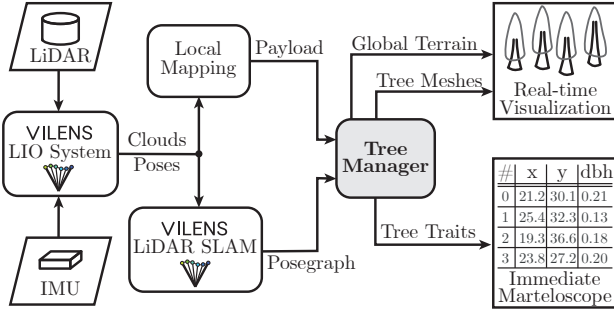 LiDAR
VILENS
LIO System
IMU
Clouds
Poses
Local
Mapping
Payload
VILENS
LiDAR SLAM
Posegraph
Tree
Manager
Global Terrain
Tree Meshes
Tree Traits
Real-time
Visualization
# x y dbh
0 21.2 30.1 0.21
1 25.4 32.3 0.13
2 19.3 36.6 0.18
3 23.8 27.2 0.20
Immediate
Marteloscope